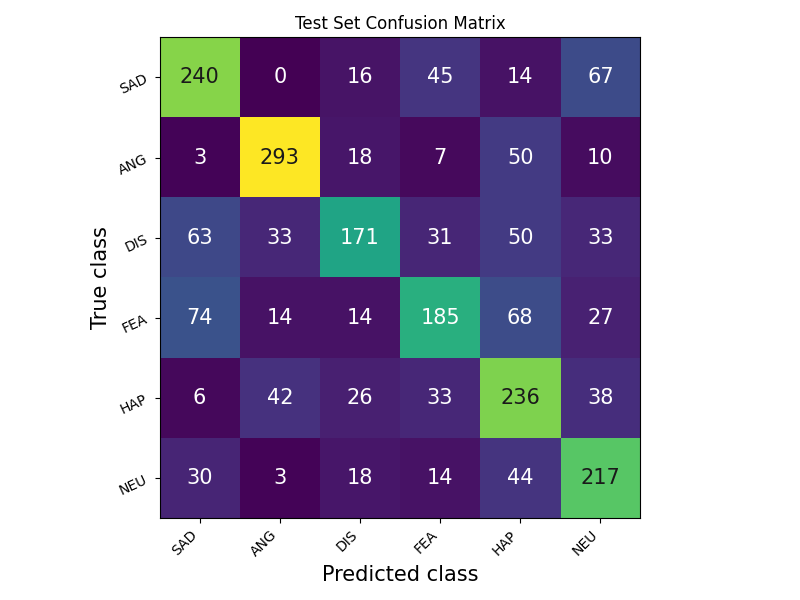 Test Set Confusion Matrix
True class
SAD 240 0 16 45 14 67
ANG 3 293 18 7 50 10
DIS 63 33 171 31 50 33
FEA 74 14 14 185 68 27
HAP 6 42 26 33 236 38
NEU 30 3 18 14 44 217
SAD ANG DIS FEA HAP NEU
Predicted class